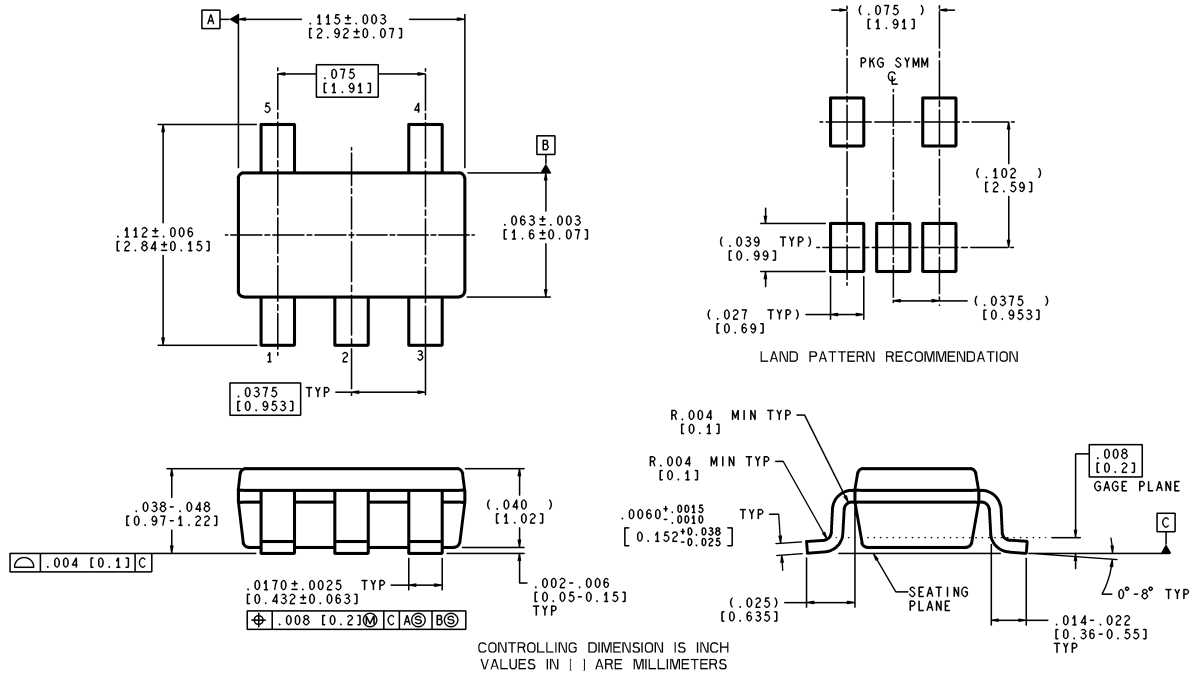 A
.115±.003
[2.92±0.07]
.075
[1.91]
5
4
B
.112±.006
[2.84±0.15]
.063±.003
[1.6±0.07]
1
2
3
.0375 TYP
[0.953]
(.075 )
[1.91]
PKG SYMM
℄
(.102 )
[2.59]
(.039 TYP)
[0.99]
(.027 TYP)
[0.69]
(.0375 )
[0.953]
LAND PATTERN RECOMMENDATION
.038-.048
[0.97-1.22]
(.040 )
[1.02]
.004 [0.1] C
.0170±.0025 TYP
[0.432±0.063]
.008 [0.2]Ⓜ C AⓈ BⓈ
.002-.006
[0.05-0.15]
TYP
R.004 MIN TYP
[0.1]
R.004 MIN TYP
[0.1]
.0060+.0015 -.0010 TYP
[0.152+0.038 -0.025]
.008
[0.2]
GAGE PLANE
C
SEATING
PLANE
(.025)
[0.635]
0°-8° TYP
.014-.022
[0.36-0.55]
TYP
CONTROLLING DIMENSION IS INCH
VALUES IN [ ] ARE MILLIMETERS